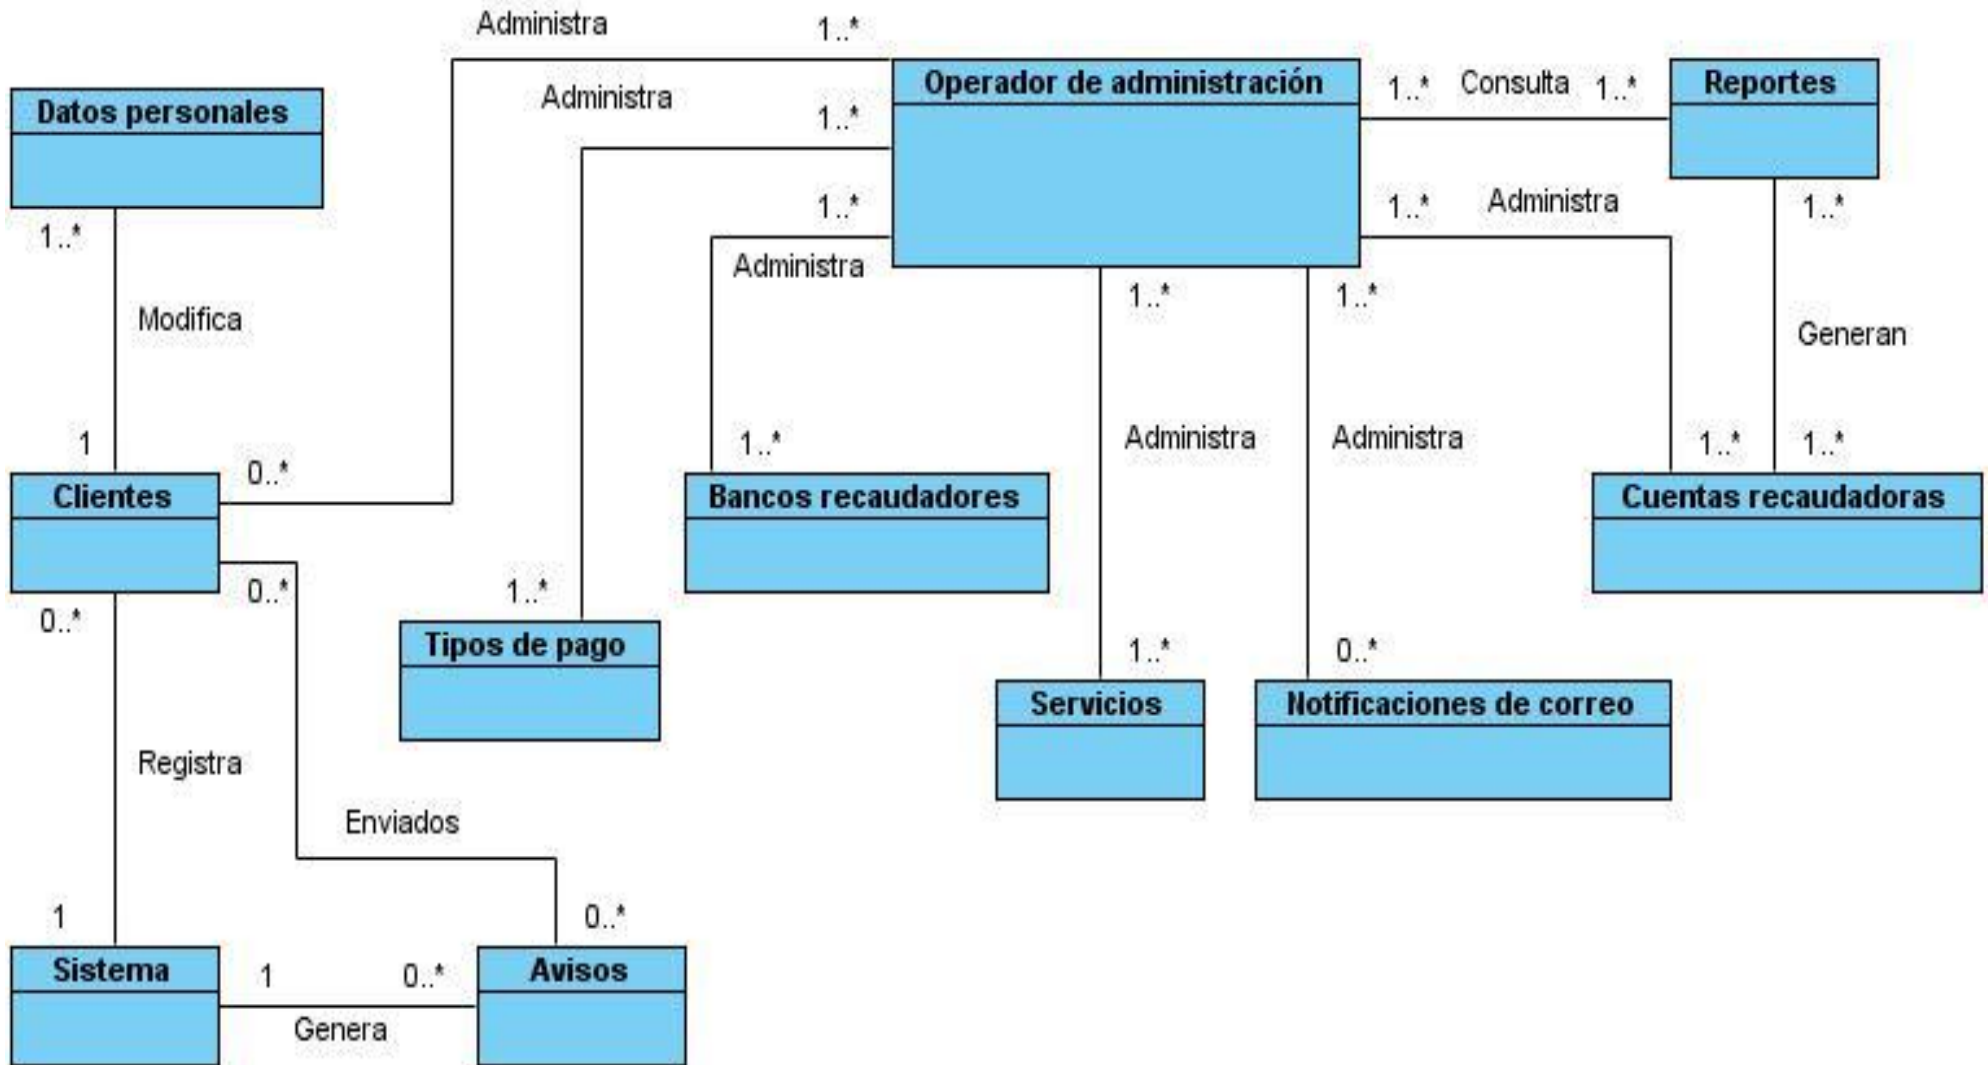 Administra
1..*
Operador de administración
1..*
Consulta
1..*
Reportes
Datos personales
Administra
1..*
1..*
Administra
1..*
Administra
1..*
1..*
1..*
1..*
Modifica
Generan
1
0..*
1..*
Administra
Administra
1..*
1..*
Clientes
Bancos recaudadores
Cuentas recaudadoras
0..*
0..*
1..*
Tipos de pago
1..*
0..*
Servicios
Notificaciones de correo
Registra
Enviados
1
0..*
Sistema
1
0..*
Avisos
Genera